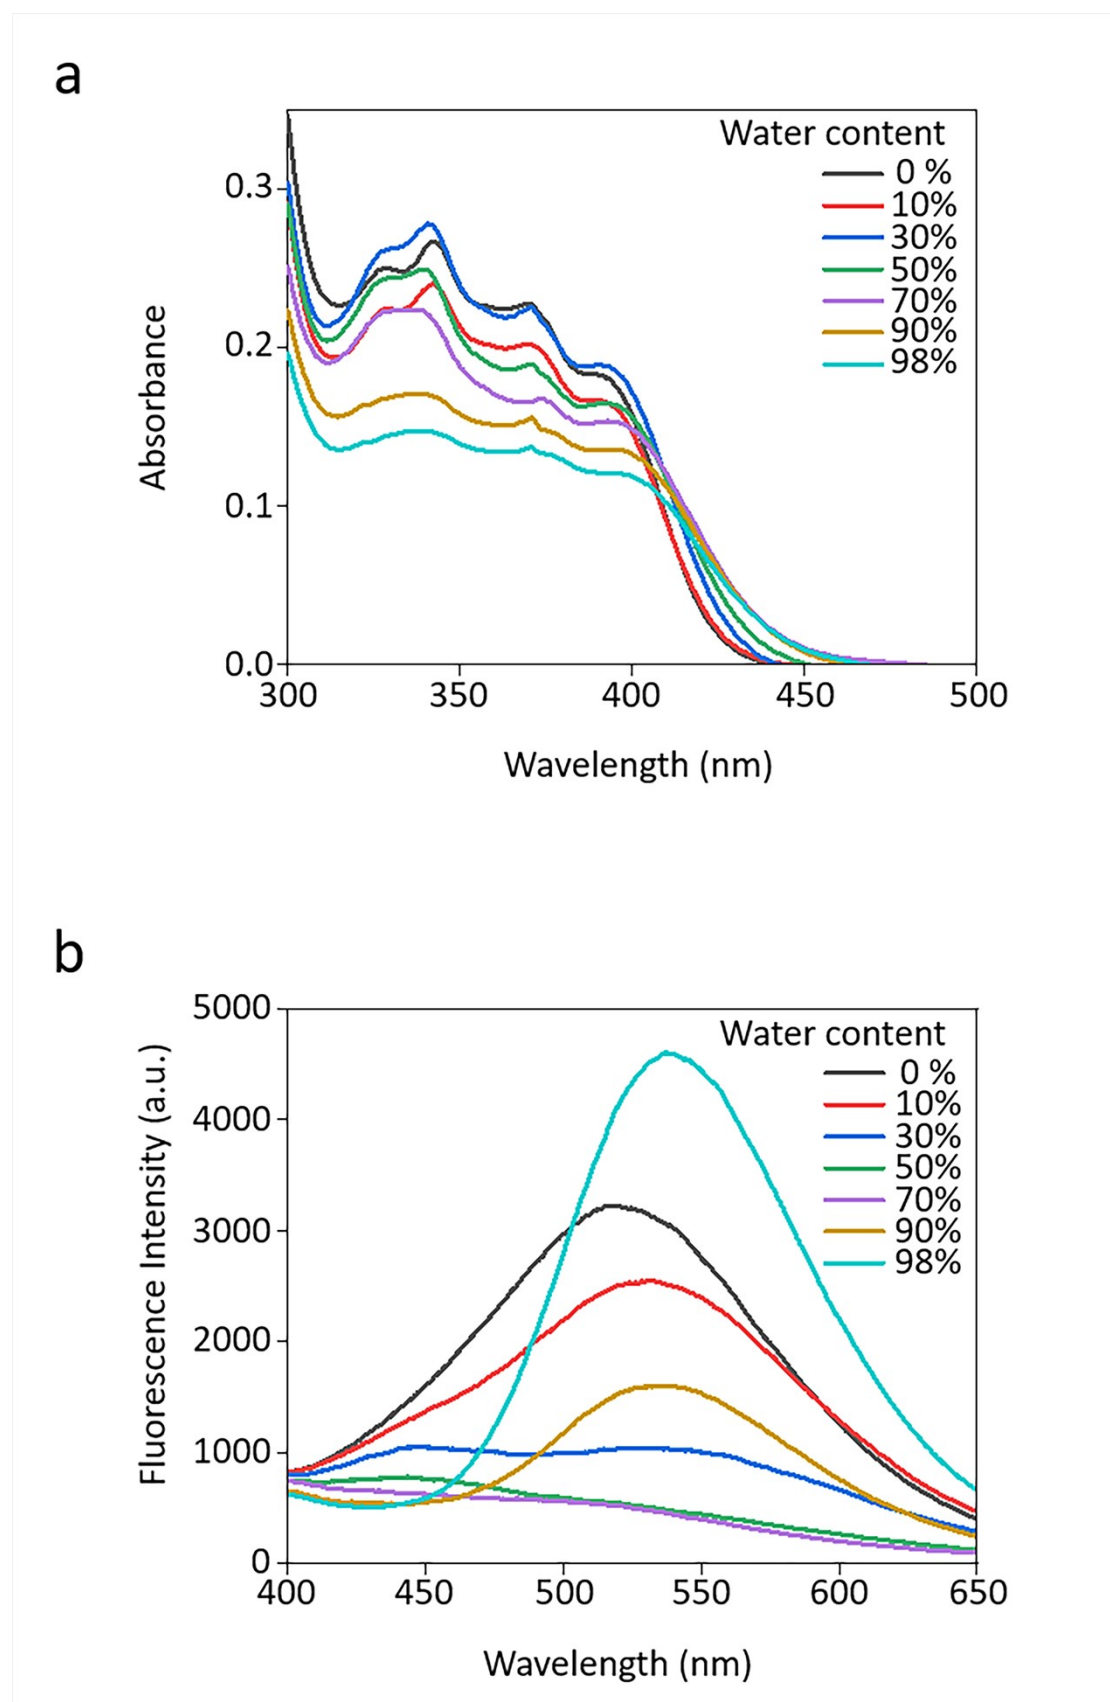 a
Water content
0 %
10%
30%
50%
70%
90%
98%
0.3
0.2
0.1
0.0
Absorbance
300 350 400 450 500
Wavelength (nm)
b
5000
4000
3000
2000
1000
0
Fluorescence Intensity (a.u.)
Water content
0 %
10%
30%
50%
70%
90%
98%
400 450 500 550 600 650
Wavelength (nm)